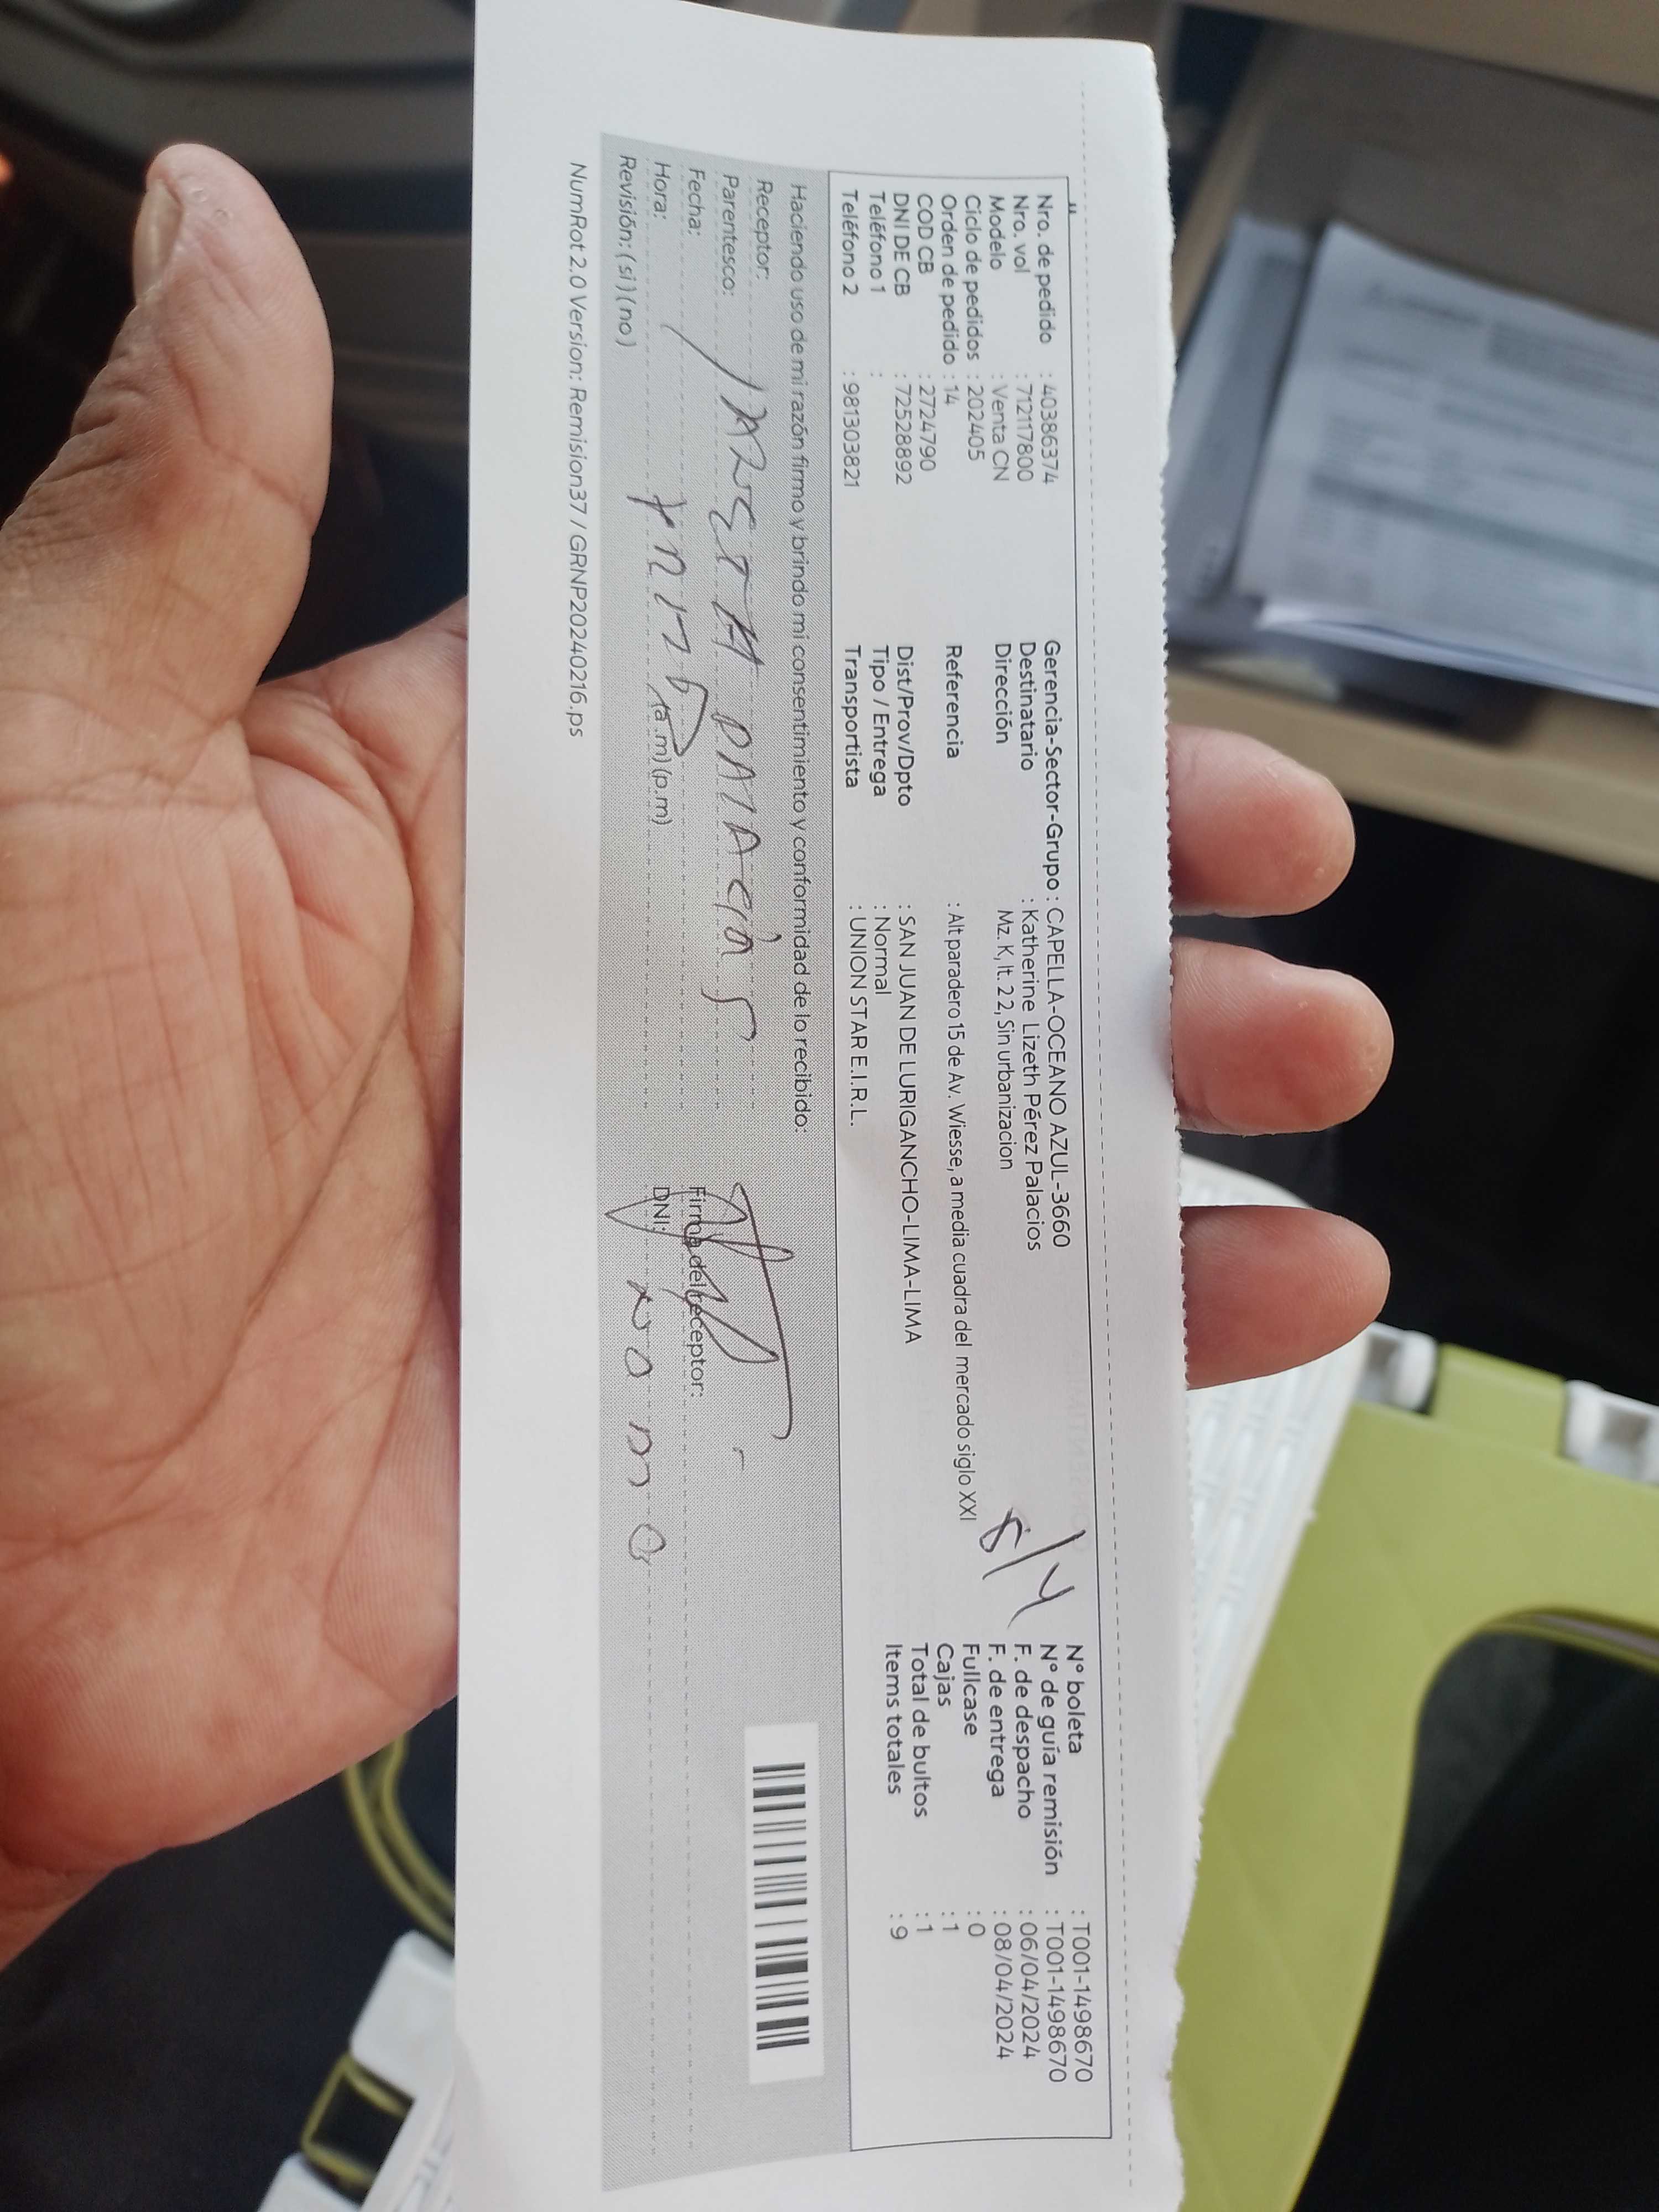 Nro. de pedido : 40386374
Nro. vol : 712117800
Modelo : Venta CN
Ciclo de pedidos : 202405
Orden de pedido : 14
COD CB : 2724790
DNI DE CB : 72528892
Teléfono 1 :
Teléfono 2 : 981303821
Gerencia-Sector-Grupo : CAPELLA-OCEANO AZUL-3660
Destinatario : Katherine Lizeth Pérez Palacios
Dirección Mz. K, lt. 2 2, Sin urbanizacion
Referencia : Alt paradero 15 de Av. Wiesse, a media cuadra del mercado siglo XXI
Dist/Prov/Dpto : SAN JUAN DE LURIGANCHO-LIMA-LIMA
Tipo / Entrega : Normal
Transportista : UNION STAR E.I.R.L.
8/4
N° boleta : T001-1498670
N° de guía remisión : T001-1498670
F. de despacho : 06/04/2024
F. de entrega : 08/04/2024
Fullcase : 0
Cajas : 1
Total de bultos : 1
Items totales : 9
Haciendo uso de mi razón firmo y brindo mi consentimiento y conformidad de lo recibido:
Receptor:
Parentesco:
Fecha:
Hora: (a.m) (p.m)
Revisión: (si) (no)
Firma del receptor:
DNI:
NumRot 2.0 Version: Remision37 / GRNP20240216.ps